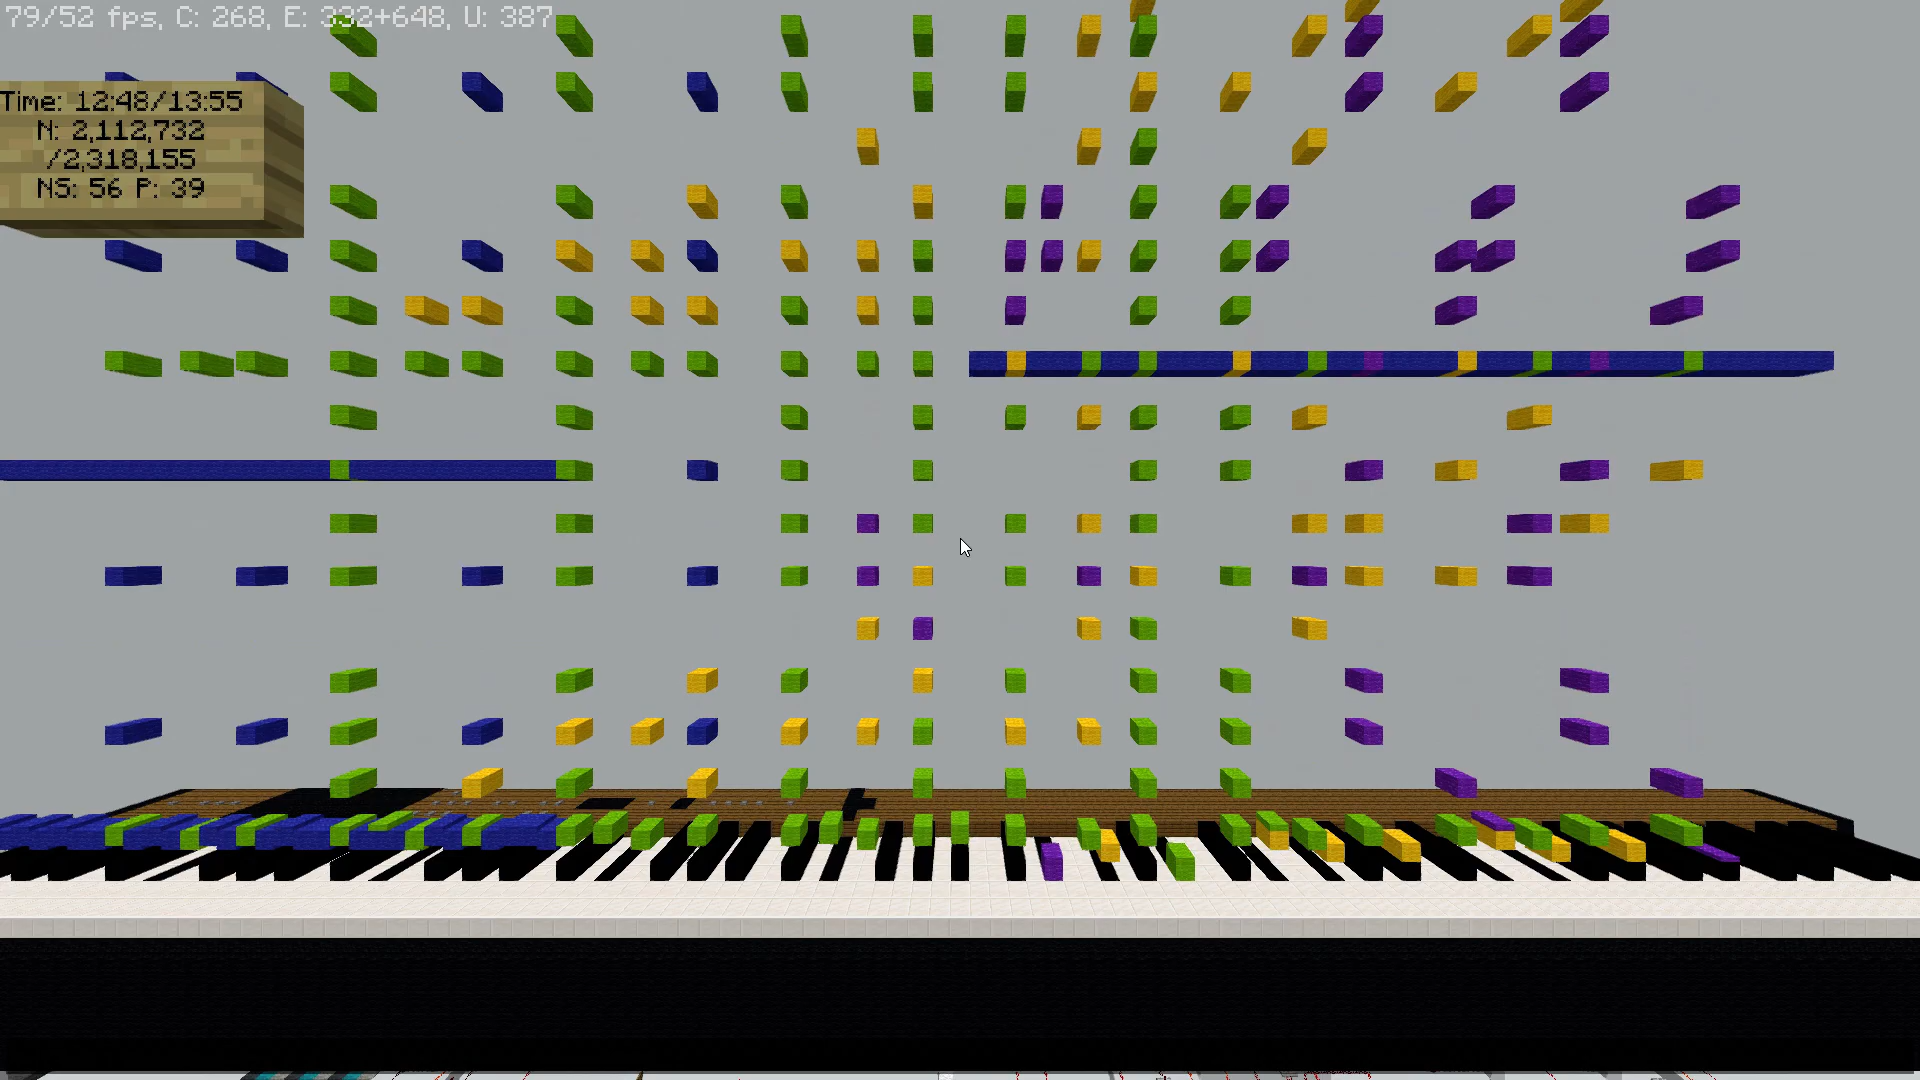 79/52 fps, C: 268, E: 332+648, U: 387
Time: 12:48/13:55
N: 2,112,732
/2,318,155
NS: 56 P: 39